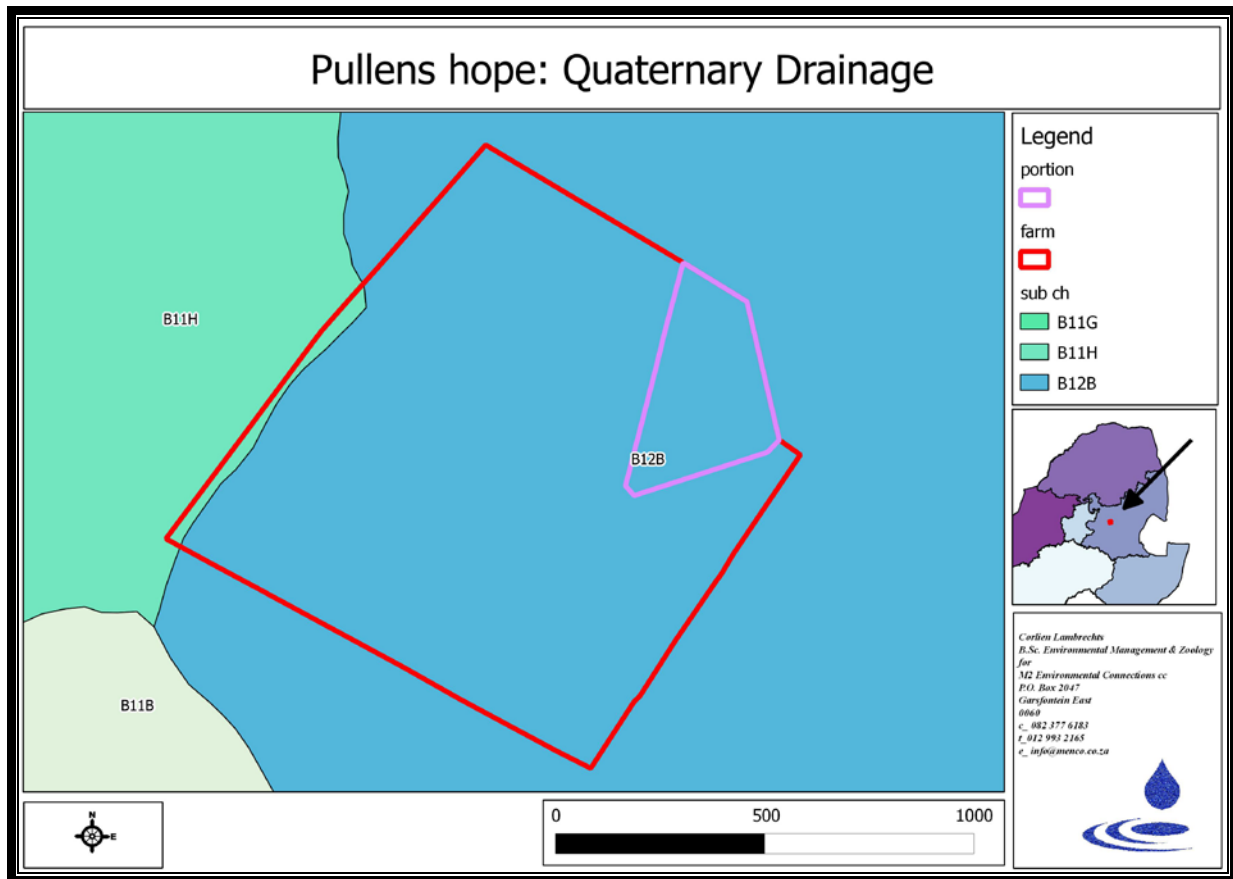 Pullens hope: Quaternary Drainage
B11H
B12B
B11B
Legend
portion
farm
sub ch
B11G
B11H
B12B
Corlien Lambrechts
B.Sc. Environmental Management & Zoology
for
M2 Environmental Connections cc
P.O. Box 2047
Garsfontein East
0060
c_ 082 377 6183
t_012 993 2165
e_ info@menco.co.za
N
E
0 500 1000